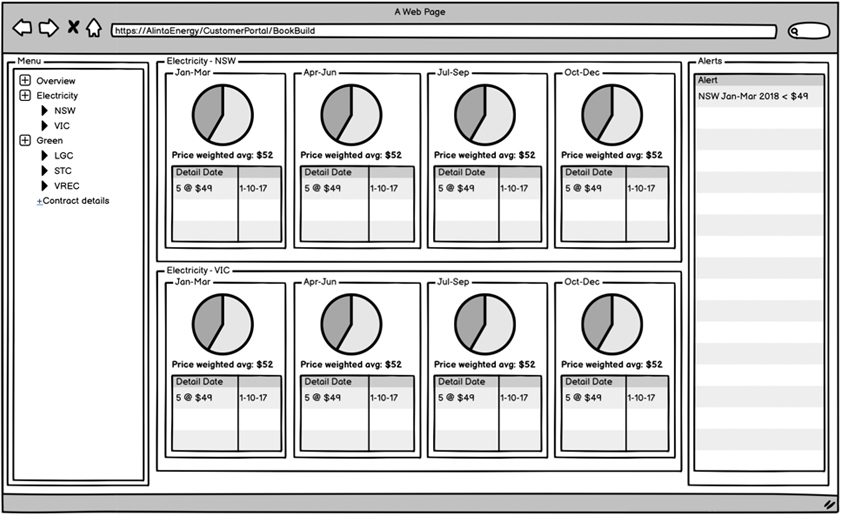 A Web Page
https://AlintaEnergy/CustomerPortal/BookBuild
Menu
Overview
Electricity
NSW
VIC
Green
LGC
STC
VREC
+Contract details
Electricity - NSW
Jan-Mar
Price weighted avg: $52
Detail Date
5 @ $49 1-10-17
Apr-Jun
Price weighted avg: $52
Detail Date
5 @ $49 1-10-17
Jul-Sep
Price weighted avg: $52
Detail Date
5 @ $49 1-10-17
Oct-Dec
Price weighted avg: $52
Detail Date
5 @ $49 1-10-17
Electricity - VIC
Jan-Mar
Price weighted avg: $52
Detail Date
5 @ $49 1-10-17
Apr-Jun
Price weighted avg: $52
Detail Date
5 @ $49 1-10-17
Jul-Sep
Price weighted avg: $52
Detail Date
5 @ $49 1-10-17
Oct-Dec
Price weighted avg: $52
Detail Date
5 @ $49 1-10-17
Alerts
Alert
NSW Jan-Mar 2018 < $49